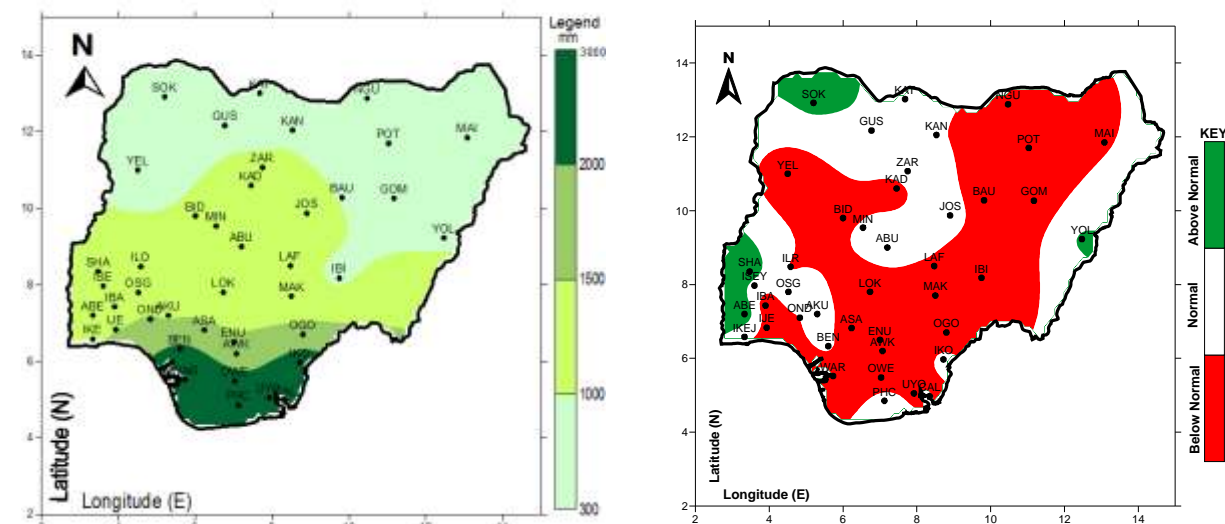 Legend
mm
N
14
12
10
8
6
4
2
3000
2000
1500
1000
300
SOK
GUS
KAN
NGU
POT
MAI
YEL
ZAR
KAD
BAU
GOM
BID
MIN
JOS
ABU
YOL
SHA
ILO
LAF
IBI
IBE
OSG
LOK
MAK
ABE
IBA
OND
AKU
ASA
IKE
IJE
ENU
OGO
BEN
AWK
PHC
Latitude (N)
Longitude (E)
N
14
12
10
8
6
4
2
SOK
KAT
NGU
GUS
KAN
POT
MAI
YEL
ZAR
KAD
BAU
GOM
BID
MIN
JOS
ABU
YOL
SHA
ILR
LAF
ISEY
OSG
LOK
MAK
IBI
ABE
IBA
OND
AKU
IKEJ
IJE
ASA
BEN
ENU
AWK
OGO
IKO
WAR
OWE
UYO
CAL
PHC
Latitude (N)
Longitude (E)
2 4 6 8 10 12 14
KEY
Above Normal
Normal
Below Normal